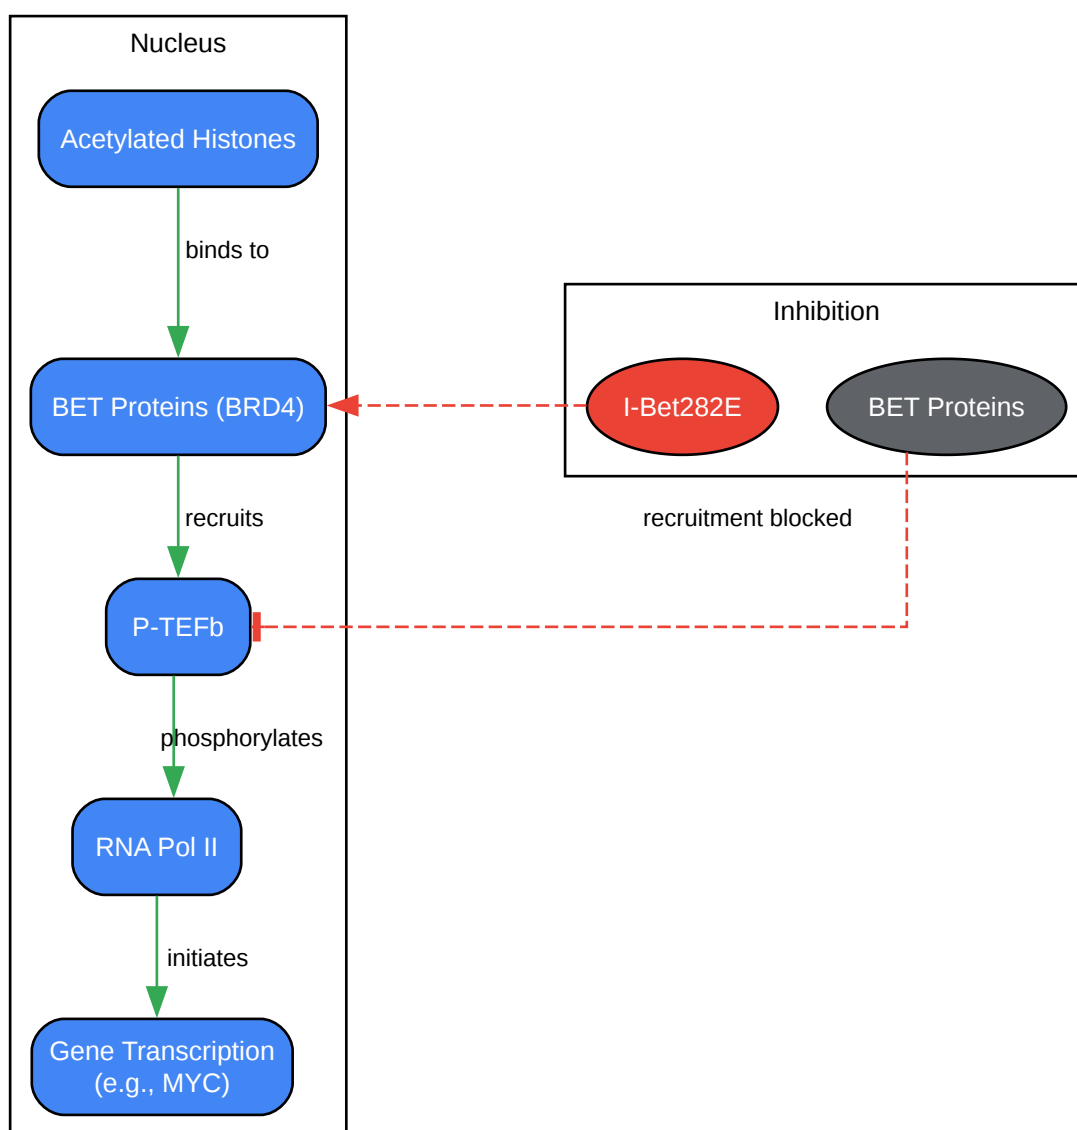 Nucleus
Acetylated Histones
binds to
BET Proteins (BRD4)
recruits
P-TEFb
phosphorylates
RNA Pol II
initiates
Gene Transcription
(e.g., MYC)
Inhibition
I-Bet282E
BET Proteins
recruitment blocked